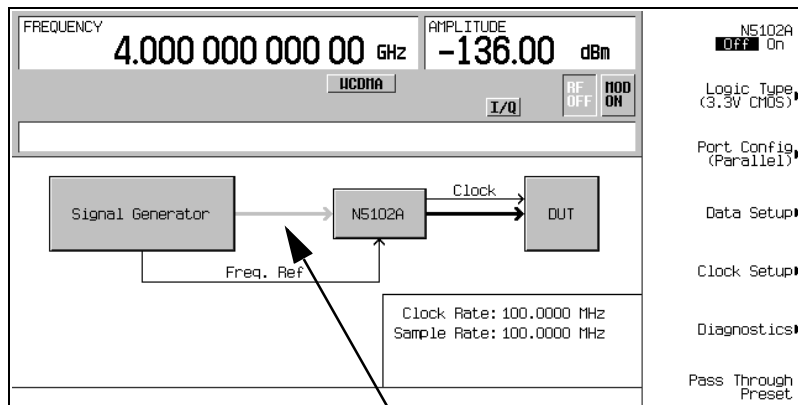 FREQUENCY
4.000 000 000 00 GHz
AMPLITUDE
-136.00 dBm
WCDMA
I/Q
RF OFF
MOD ON
N5102A
Off On
Logic Type
(3.3V CMOS)
Port Config
(Parallel)
Data Setup
Clock Setup
Diagnostics
Pass Through
Preset
Signal Generator
N5102A
Clock
DUT
Freq. Ref
Clock Rate: 100.0000 MHz
Sample Rate: 100.0000 MHz